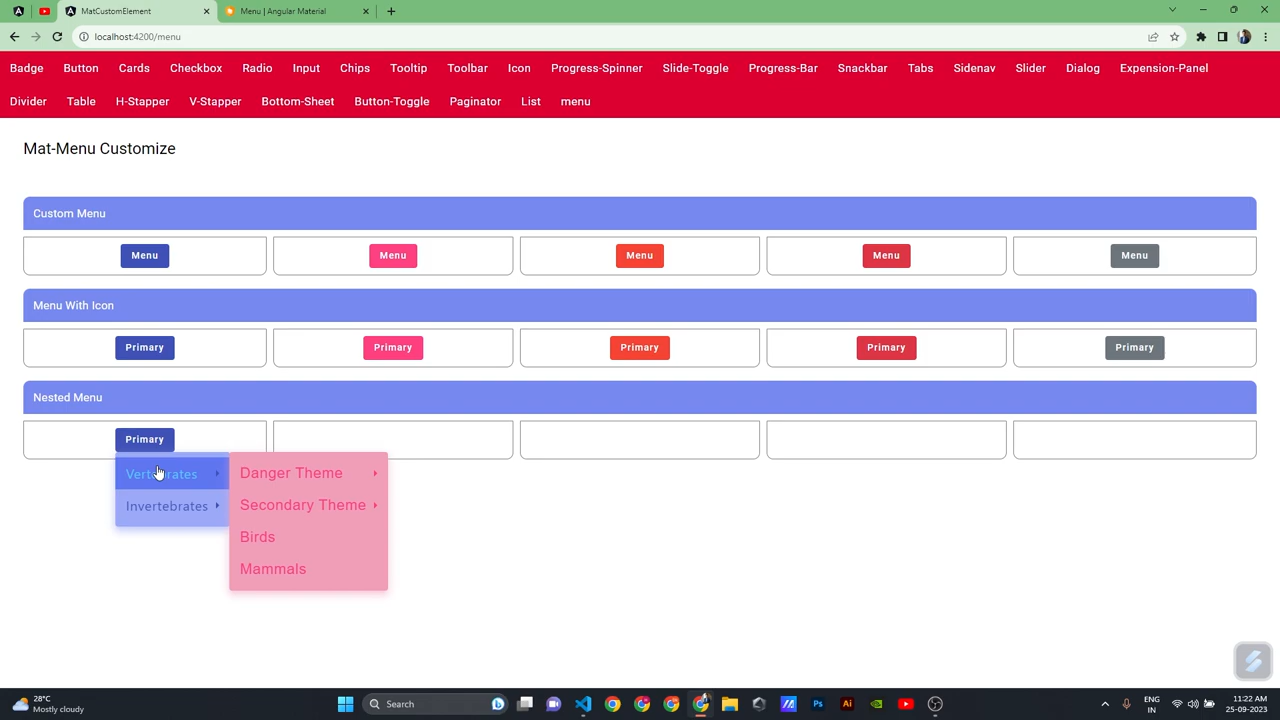 MatCustomElement
Menu | Angular Material
localhost:4200/menu
Badge Button Cards Checkbox Radio Input Chips Tooltip Toolbar Icon Progress-Spinner Slide-Toggle Progress-Bar Snackbar Tabs Sidenav Slider Dialog Expension-Panel
Divider Table H-Stapper V-Stapper Bottom-Sheet Button-Toggle Paginator List menu
Mat-Menu Customize
Custom Menu
Menu Menu Menu Menu Menu
Menu With Icon
Primary Primary Primary Primary Primary
Nested Menu
Primary
Vertebrates
Invertebrates
Danger Theme
Secondary Theme
Birds
Mammals
28°C
Mostly cloudy
Search
Ps
Ai
ENG
IN
11:22 AM
25-09-2023